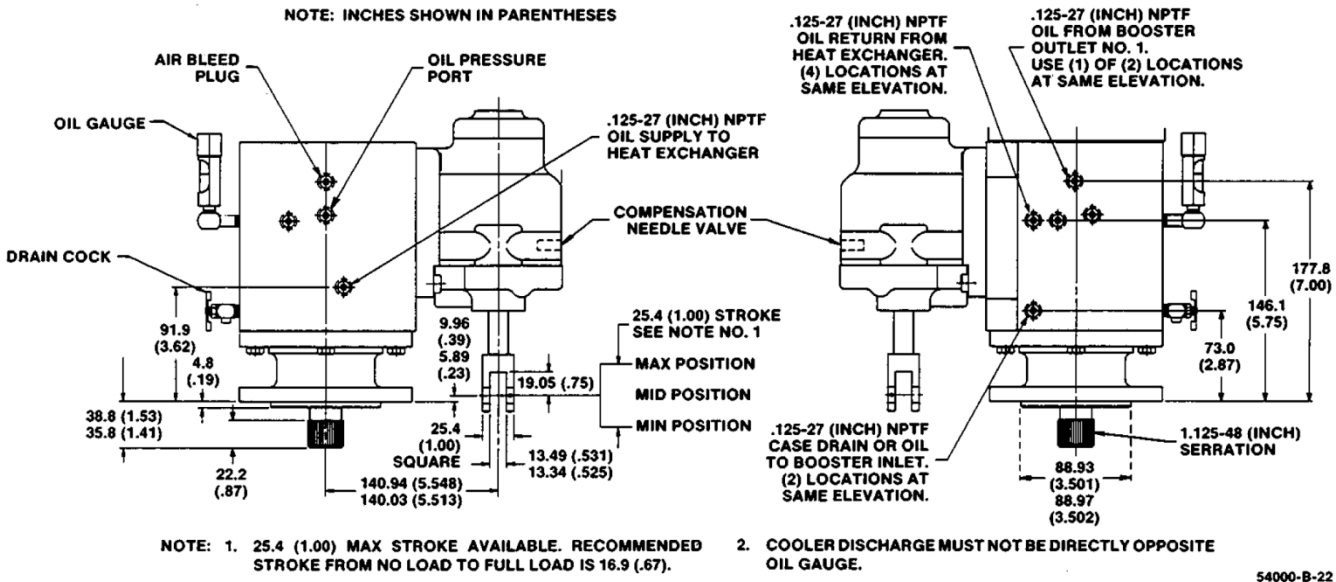 NOTE: INCHES SHOWN IN PARENTHESES
AIR BLEED
PLUG
OIL PRESSURE
PORT
OIL GAUGE
.125-27 (INCH) NPTF
OIL SUPPLY TO
HEAT EXCHANGER
.125-27 (INCH) NPTF
OIL RETURN FROM
HEAT EXCHANGER.
(4) LOCATIONS AT
SAME ELEVATION.
.125-27 (INCH) NPTF
OIL FROM BOOSTER
OUTLET NO. 1.
USE (1) OF (2) LOCATIONS
AT SAME ELEVATION.
COMPENSATION
NEEDLE VALVE
DRAIN COCK
91.9
(3.62)
4.8
(.19)
38.8 (1.53)
35.8 (1.41)
22.2
(.87)
9.96
(.39)
5.89
(.23)
25.4
(1.00)
SQUARE
19.05 (.75)
13.49 (.531)
13.34 (.525)
140.94 (5.548)
140.03 (5.513)
25.4 (1.00) STROKE
SEE NOTE NO. 1
MAX POSITION
MID POSITION
MIN POSITION
177.8
(7.00)
146.1
(5.75)
73.0
(2.87)
.125-27 (INCH) NPTF
CASE DRAIN OR OIL
TO BOOSTER INLET.
(2) LOCATIONS AT
SAME ELEVATION.
1.125-48 (INCH)
SERRATION
88.93
(3.501)
88.97
(3.502)
NOTE: 1. 25.4 (1.00) MAX STROKE AVAILABLE. RECOMMENDED
STROKE FROM NO LOAD TO FULL LOAD IS 16.9 (.67).
2. COOLER DISCHARGE MUST NOT BE DIRECTLY OPPOSITE
OIL GAUGE.
54000-B-22